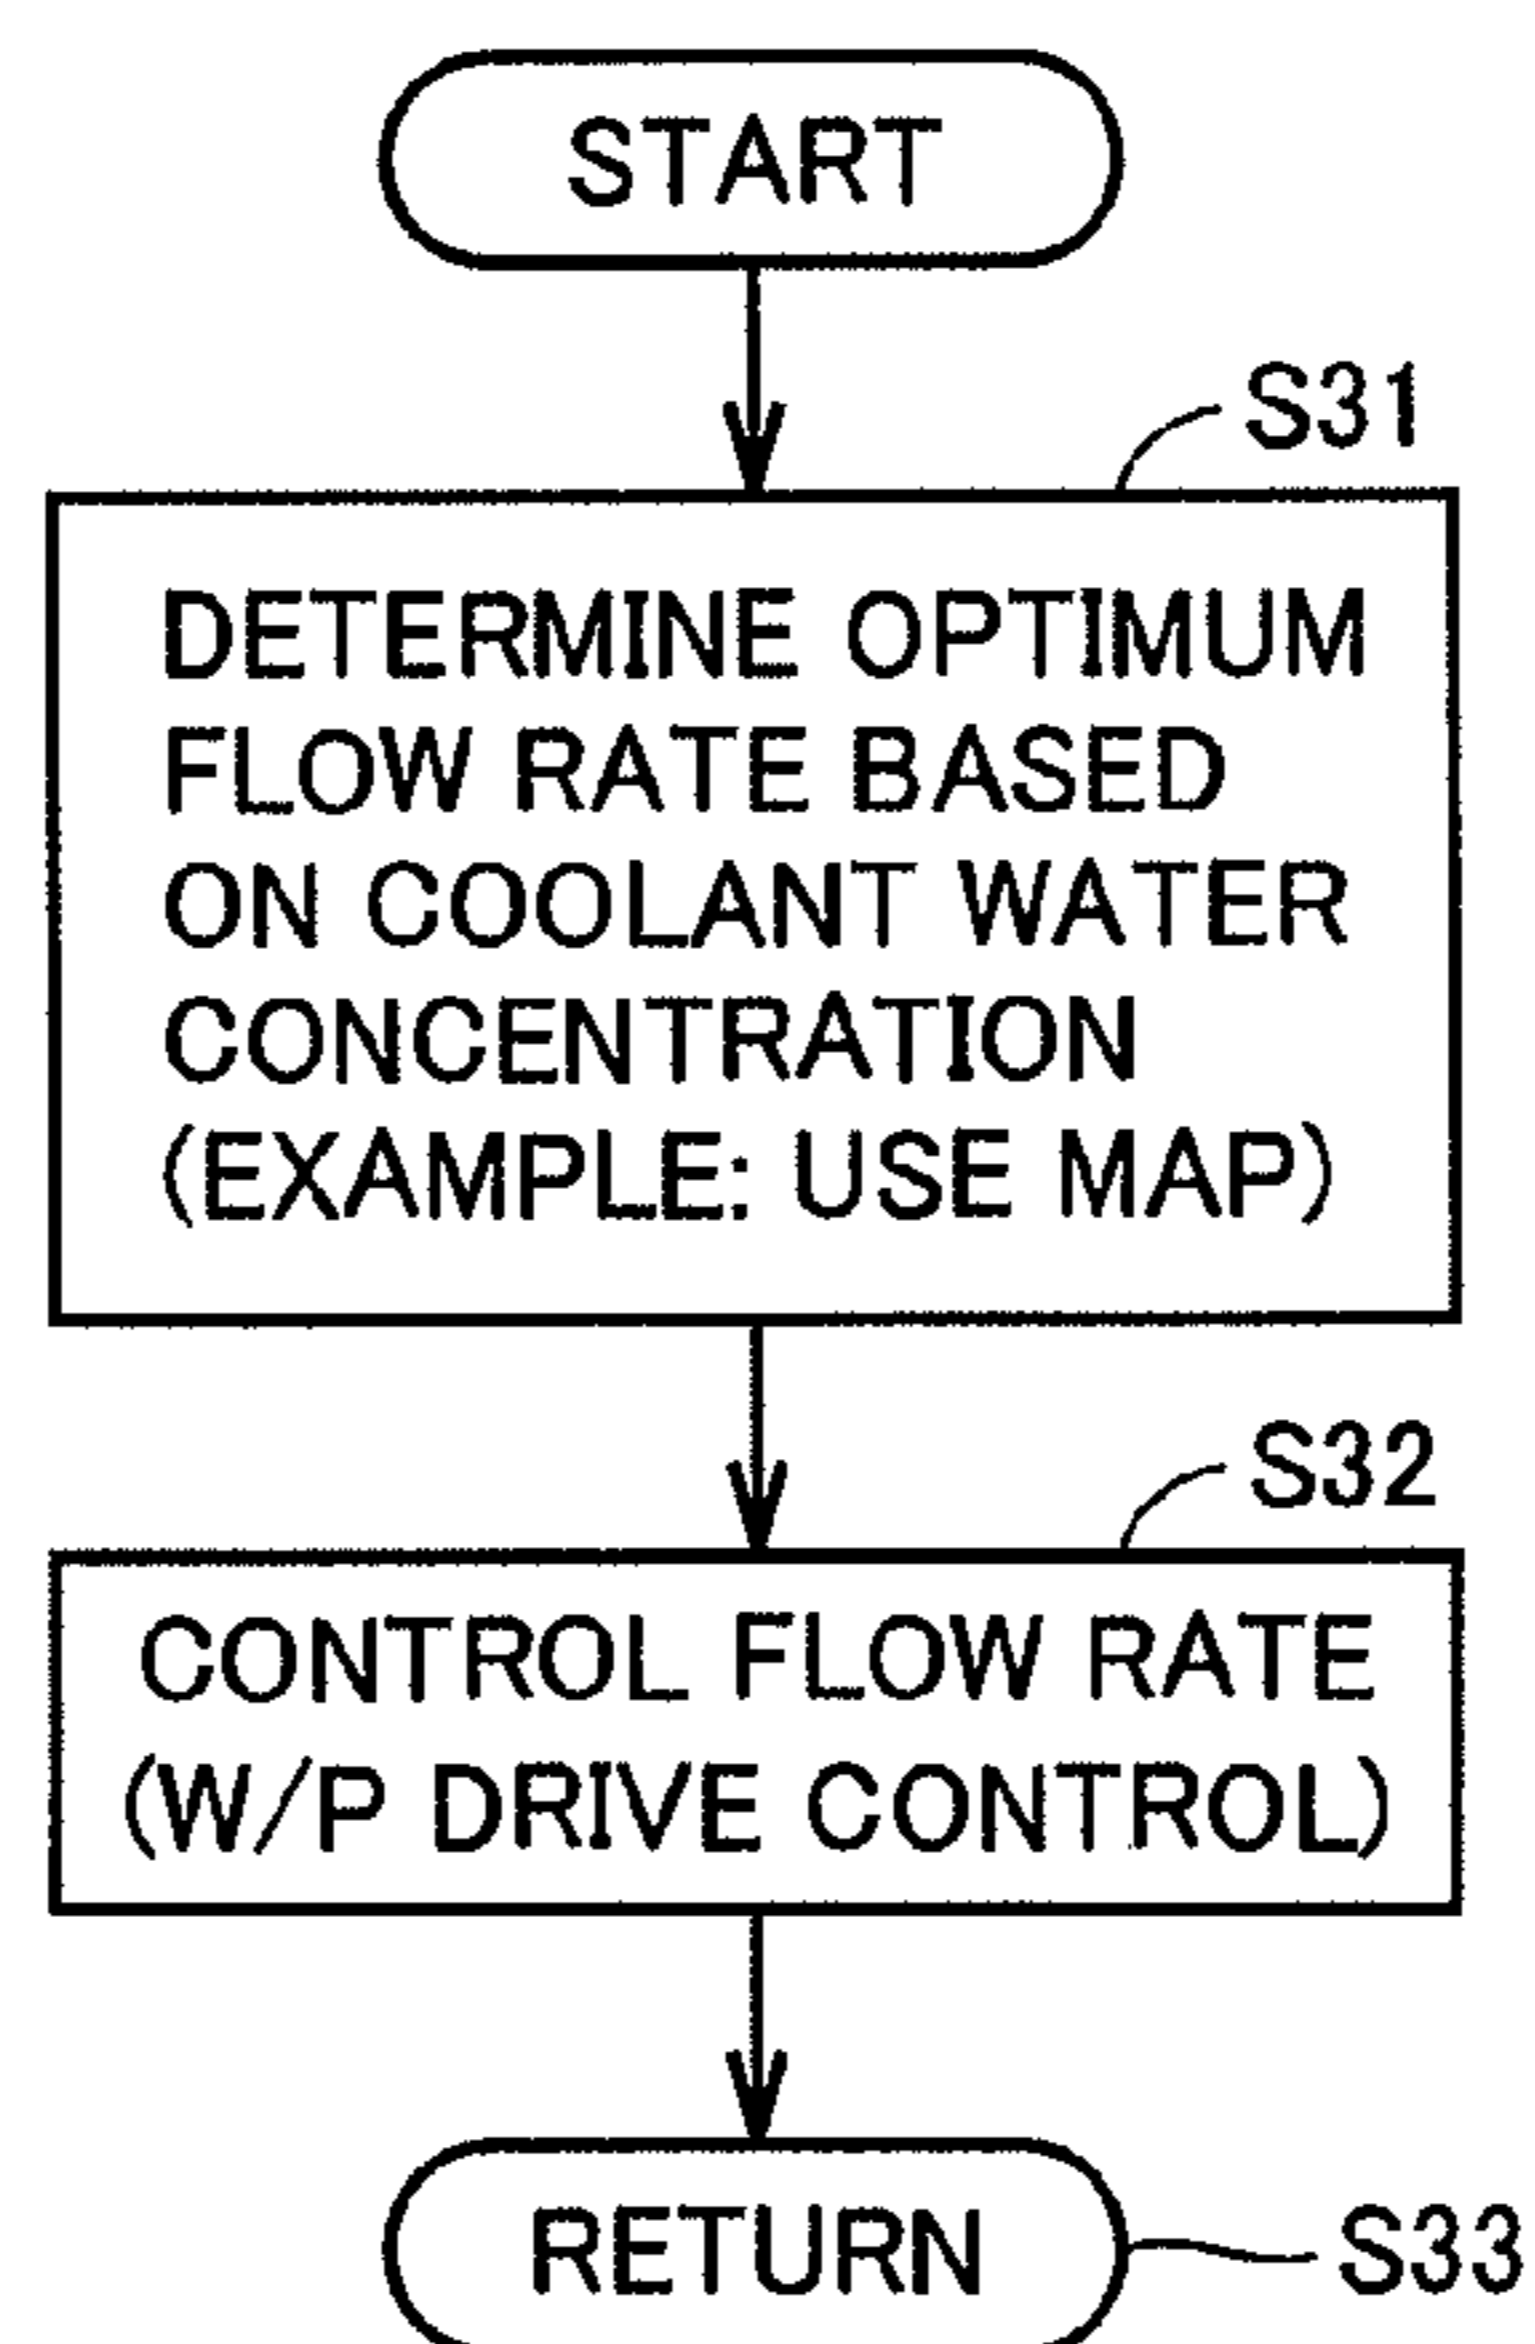 START
S31
DETERMINE OPTIMUM
FLOW RATE BASED
ON COOLANT WATER
CONCENTRATION
(EXAMPLE: USE MAP)
S32
CONTROL FLOW RATE
(W/P DRIVE CONTROL)
RETURN
S33